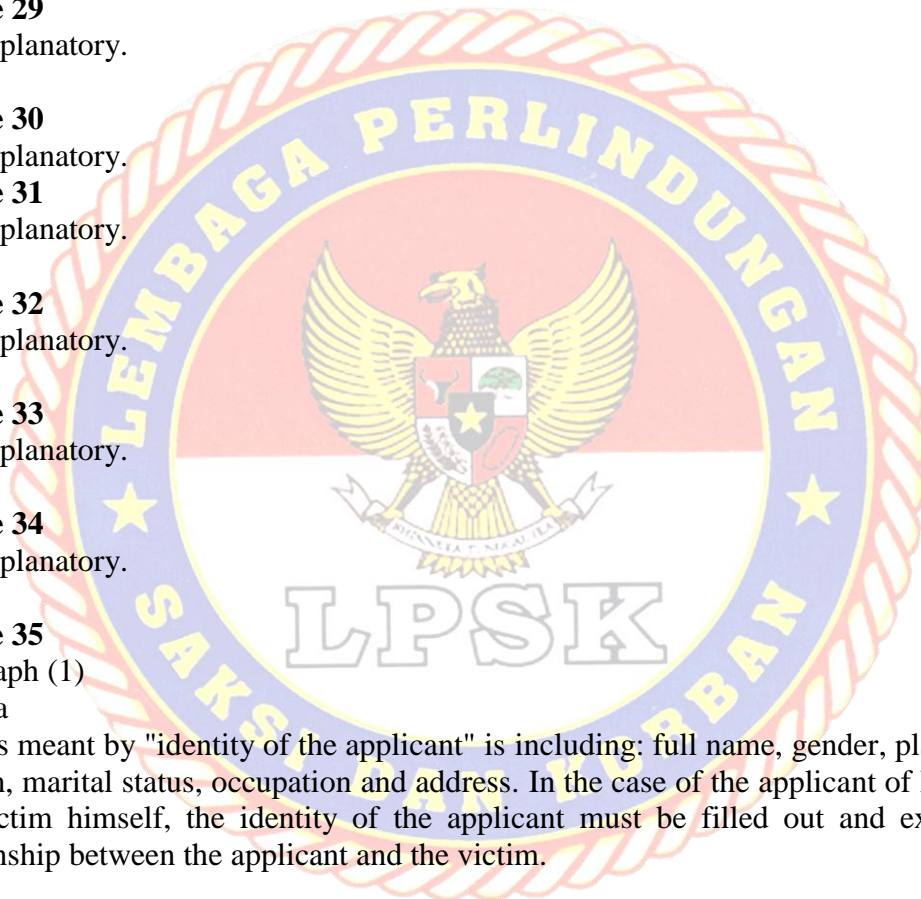 e 29
planatory.
e 30
planatory.
e 31
planatory.
e 32
planatory.
e 33
planatory.
e 34
planatory.
e 35
aph (1)
a
s meant by "identity of the applicant" is including: full name, gender, pl
n, marital status, occupation and address. In the case of the applicant of
ctim himself, the identity of the applicant must be filled out and ex
nship between the applicant and the victim.
LEMBAGA PERLINDUNGAN
SAKSI DAN KORBAN
LPSK